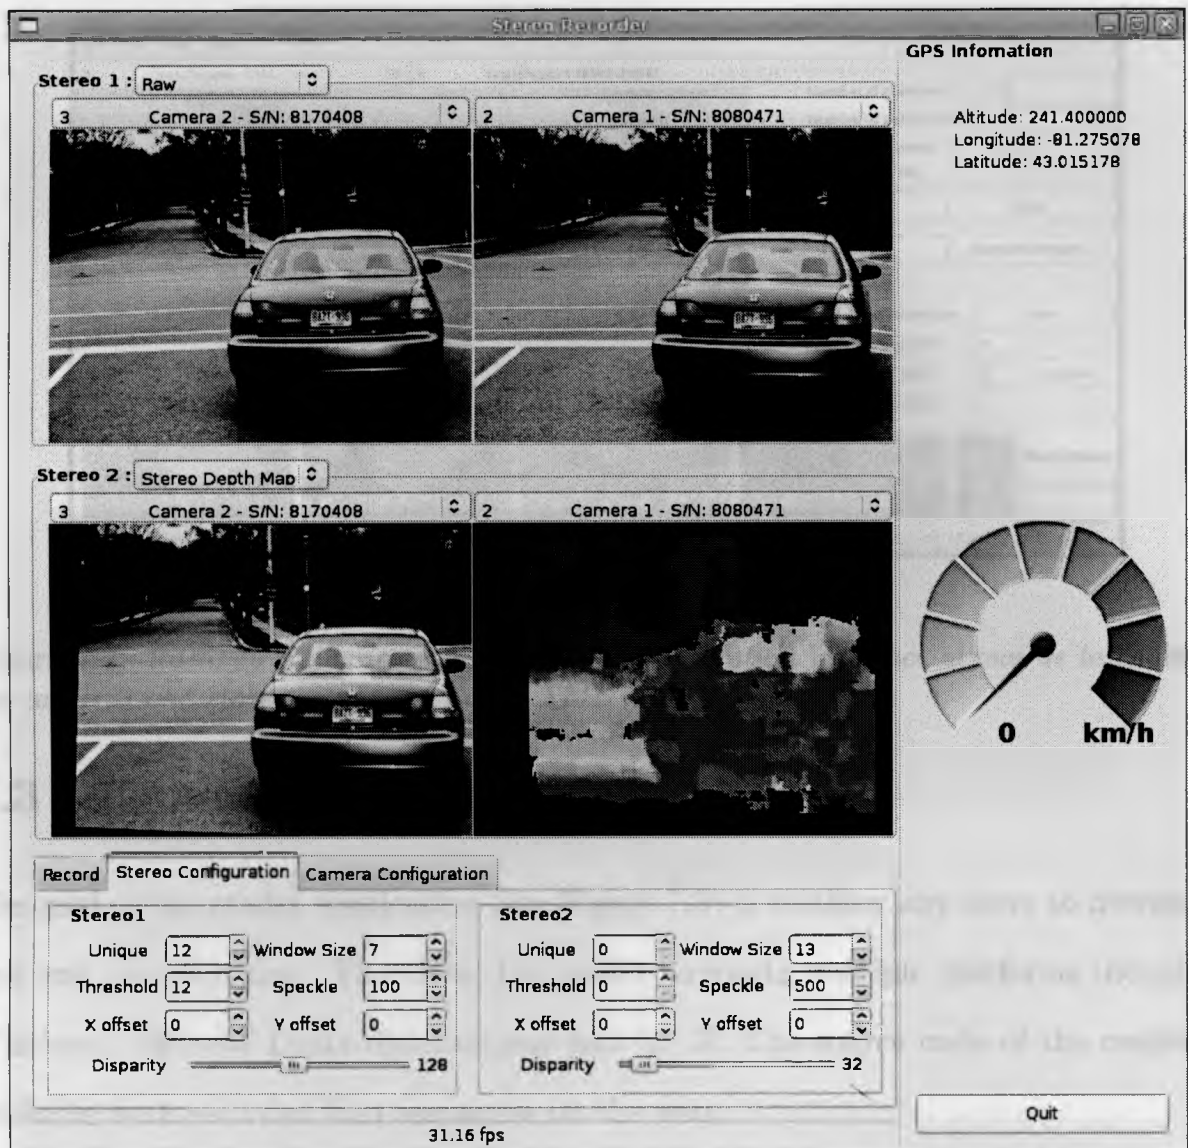 Stereo Recorder
GPS Infomation
Stereo 1 : Raw
3 Camera 2 - S/N: 8170408
2 Camera 1 - S/N: 8080471
Altitude: 241.400000
Longitude: -81.275078
Latitude: 43.015178
Stereo 2 : Stereo Depth Map
3 Camera 2 - S/N: 8170408
2 Camera 1 - S/N: 8080471
0 km/h
Record Stereo Configuration Camera Configuration
Stereo1
Unique 12 Window Size 7
Threshold 12 Speckle 100
X offset 0 Y offset 0
Disparity 128
Stereo2
Unique 0 Window Size 13
Threshold 0 Speckle 500
X offset 0 Y offset 0
Disparity 32
Quit
31.16 fps